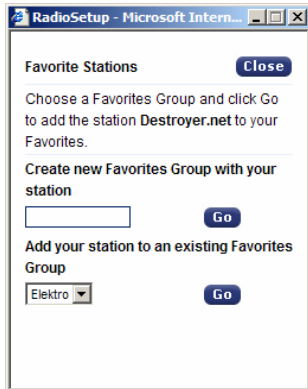 RadioSetup - Microsoft Intern...
Favorite Stations
Close
Choose a Favorites Group and click Go
to add the station Destroyer.net to your
Favorites.
Create new Favorites Group with your
station
Go
Add your station to an existing Favorites
Group
Elektro
Go